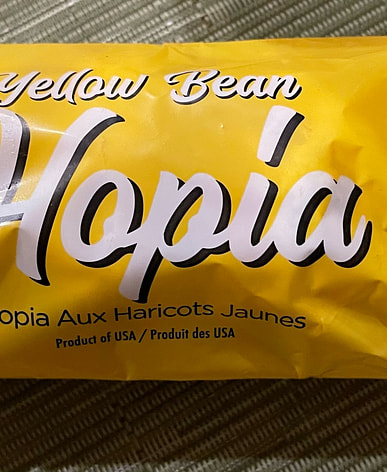 Yellow Bean
Hopia
opia Aux Haricots Jaunes
Product of USA / Produit des USA